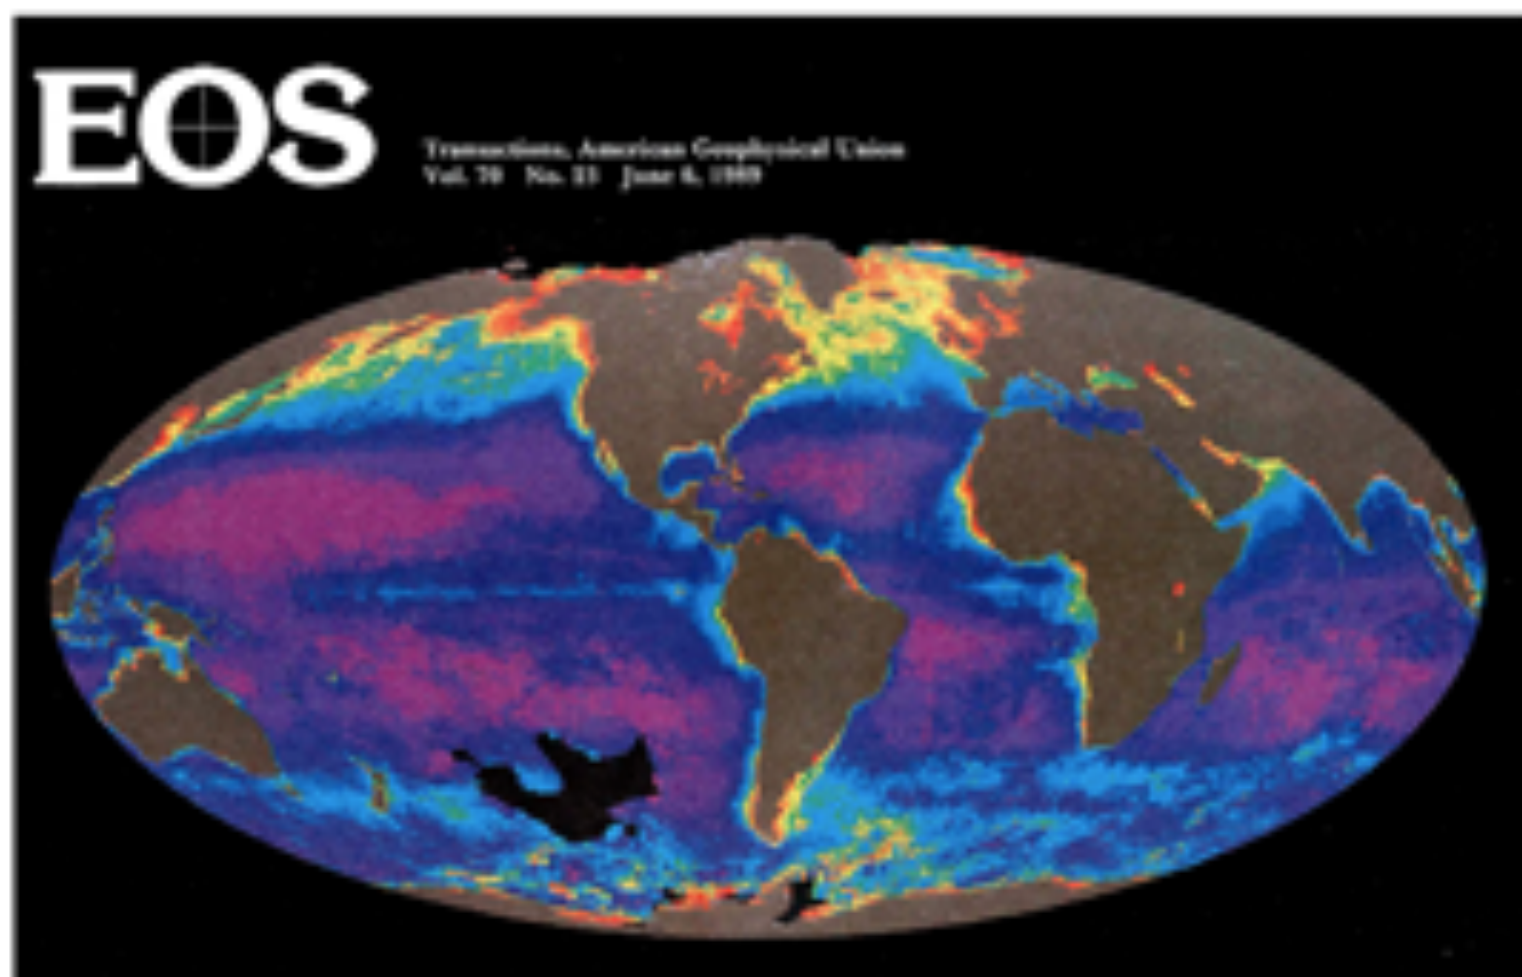 EOS
Transactions, American Geophysical Union
Vol. 70 No. 23 June 6, 1989